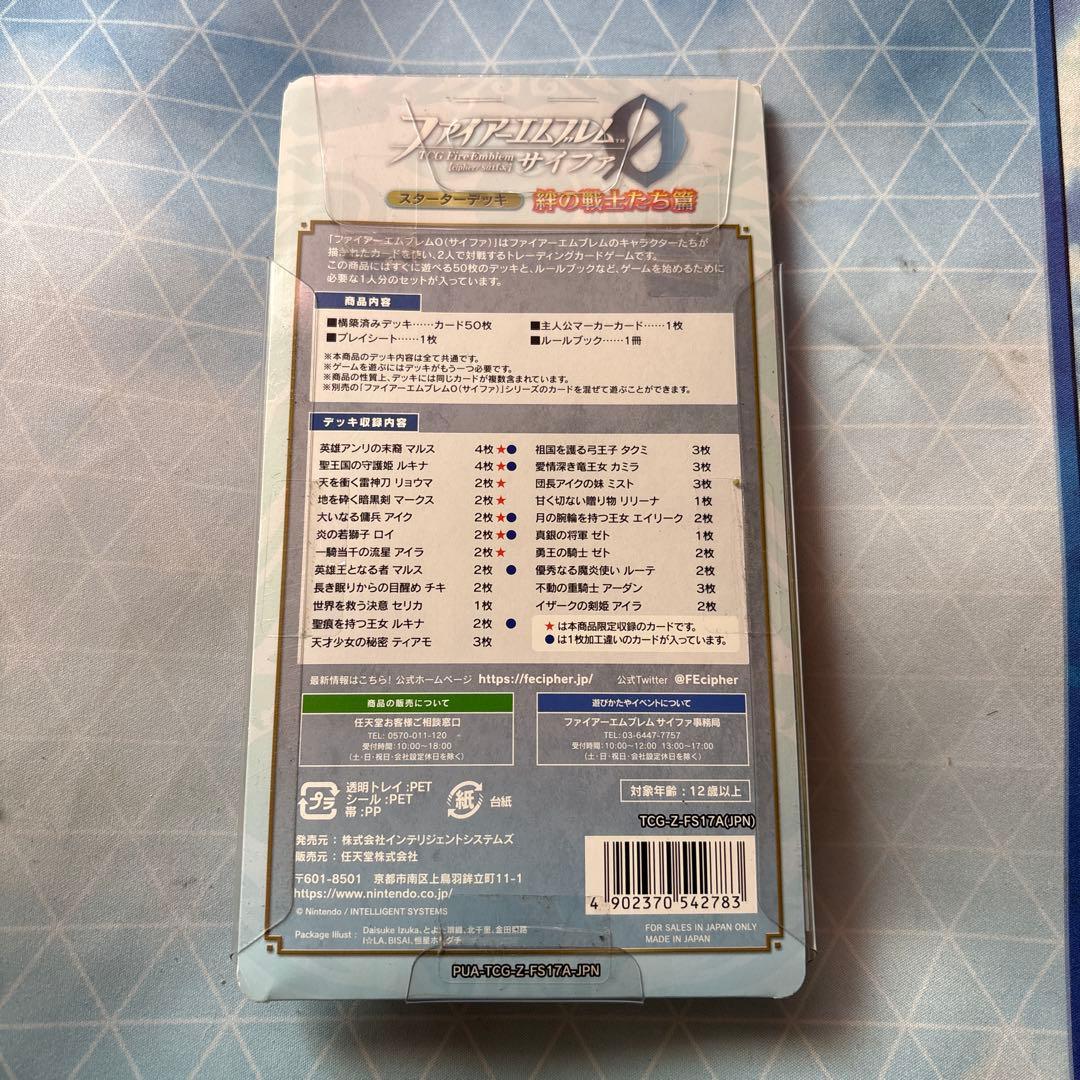 ファイアーエムブレム™ 0
TCG Fire Emblem
サイファ
スターターデッキ 絆の戦士たち篇
「ファイアーエムブレム0(サイファ)」はファイアーエムブレムのキャラクターたちが
描かれたカードを使い、2人で対戦するトレーディングカードゲームです。
この商品にはすぐに遊べる50枚のデッキと、ルールブックなど、ゲームを始めるために
必要な1人分のセットが入っています。
商品内容
■構築済みデッキ……カード50枚 ■主人公マーカーカード……1枚
■プレイシート……1枚 ■ルールブック……1冊
※本商品のデッキ内容は全て共通です。
※ゲームを遊ぶにはデッキがもう一つ必要です。
※商品の性質上、デッキには同じカードが複数含まれています。
※別売の「ファイアーエムブレム0(サイファ)」シリーズのカードを混ぜて遊ぶことができます。
デッキ収録内容
英雄アンリの末裔 マルス 4枚 ★●
聖王国の守護姫 ルキナ 4枚 ★●
天を衝く雷神刀 リョウマ 2枚 ★
地を砕く暗黒剣 マークス 2枚 ★
大いなる傭兵 アイク 2枚 ★●
炎の若獅子 ロイ 2枚 ★●
一騎当千の流星 アイラ 2枚 ★
英雄王となる者 マルス 2枚 ●
長き眠りからの目醒め チキ 2枚
世界を救う決意 セリカ 1枚
聖痕を持つ王女 ルキナ 2枚 ●
天才少女の秘密 ティアモ 3枚
祖国を護る弓王子 タクミ 3枚
愛情深き竜王女 カミラ 3枚
団長アイクの妹 ミスト 3枚
甘く切ない贈り物 リリーナ 1枚
月の腕輪を持つ王女 エイリーク 2枚
真銀の将軍 ゼト 1枚
勇王の騎士 ゼト 2枚
優秀なる魔炎使い ルーテ 2枚
不動の重騎士 アーダン 3枚
イザークの剣姫 アイラ 2枚
★は本商品限定収録のカードです。
●は1枚加工違いのカードが入っています。
最新情報はこちら! 公式ホームページ https://fecipher.jp/ 公式Twitter @FEcipher
商品の販売について
任天堂お客様ご相談窓口
TEL: 0570-011-120
受付時間:10:00〜18:00
(土・日・祝日・会社設定休日を除く)
遊びかたやイベントについて
ファイアーエムブレム サイファ事務局
TEL:03-6447-7757
受付時間:10:00〜12:00 13:00〜17:00
(土・日・祝日・会社設定休日を除く)
プラ
透明トレイ:PET
シール:PET
帯:PP
紙 台紙
対象年齢:12歳以上
TCG-Z-FS17A(JPN)
発売元:株式会社インテリジェントシステムズ
販売元:任天堂株式会社
〒601-8501 京都市南区上鳥羽鉾立町11-1
https://www.nintendo.co.jp/
4 902370 542783
© Nintendo / INTELLIGENT SYSTEMS
FOR SALES IN JAPAN ONLY
MADE IN JAPAN
Package Illust : Daisuke Izuka、とよた瑣織、北千里、金田榮路
I☆LA、BISAI、恒星ホシグチ
PUA-TCG-Z-FS17A-JPN